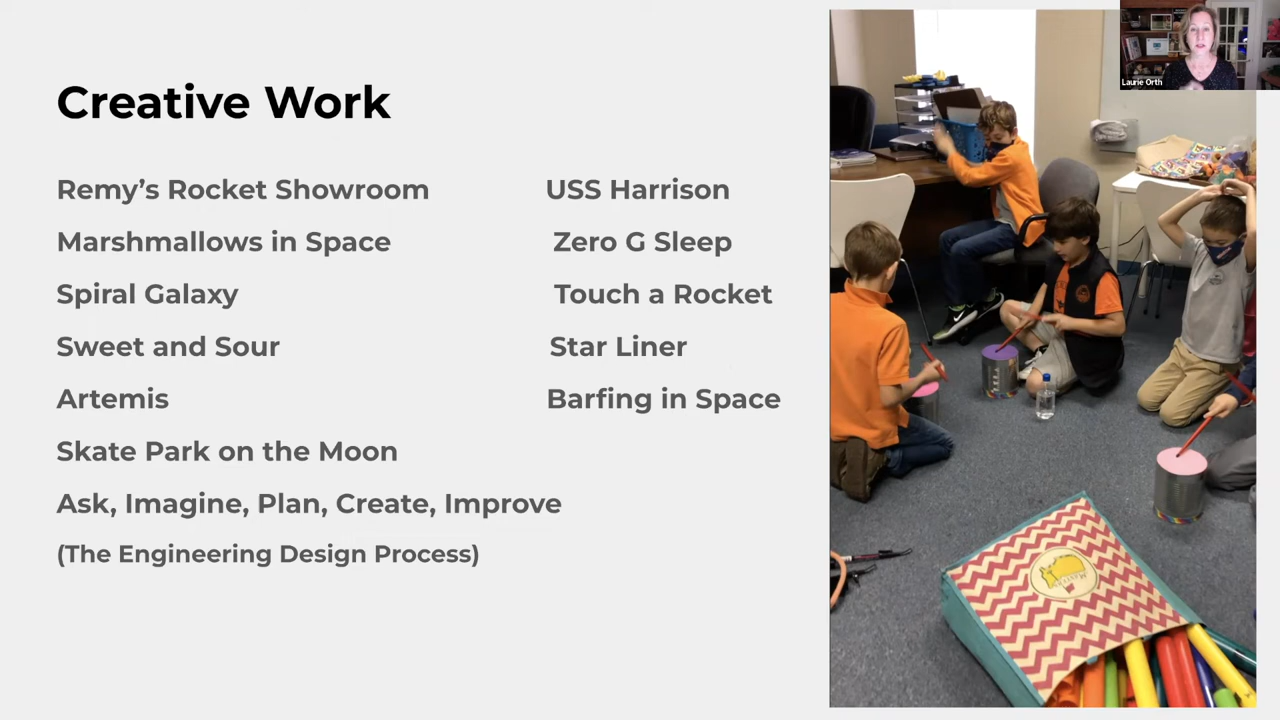 Creative Work
Remy’s Rocket Showroom
Marshmallows in Space
Spiral Galaxy
Sweet and Sour
Artemis
Skate Park on the Moon
Ask, Imagine, Plan, Create, Improve
(The Engineering Design Process)
USS Harrison
Zero G Sleep
Touch a Rocket
Star Liner
Barfing in Space
Laurie Orth